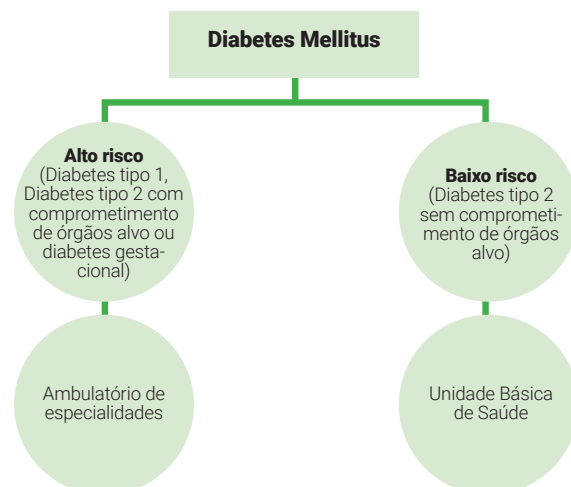 Diabetes Mellitus
Alto risco
(Diabetes tipo 1,
Diabetes tipo 2 com
comprometimento
de órgãos alvo ou
diabetes gesta-
cional)
Baixo risco
(Diabetes tipo 2
sem comprometi-
mento de órgãos
alvo)
Ambulatório de
especialidades
Unidade Básica
de Saúde